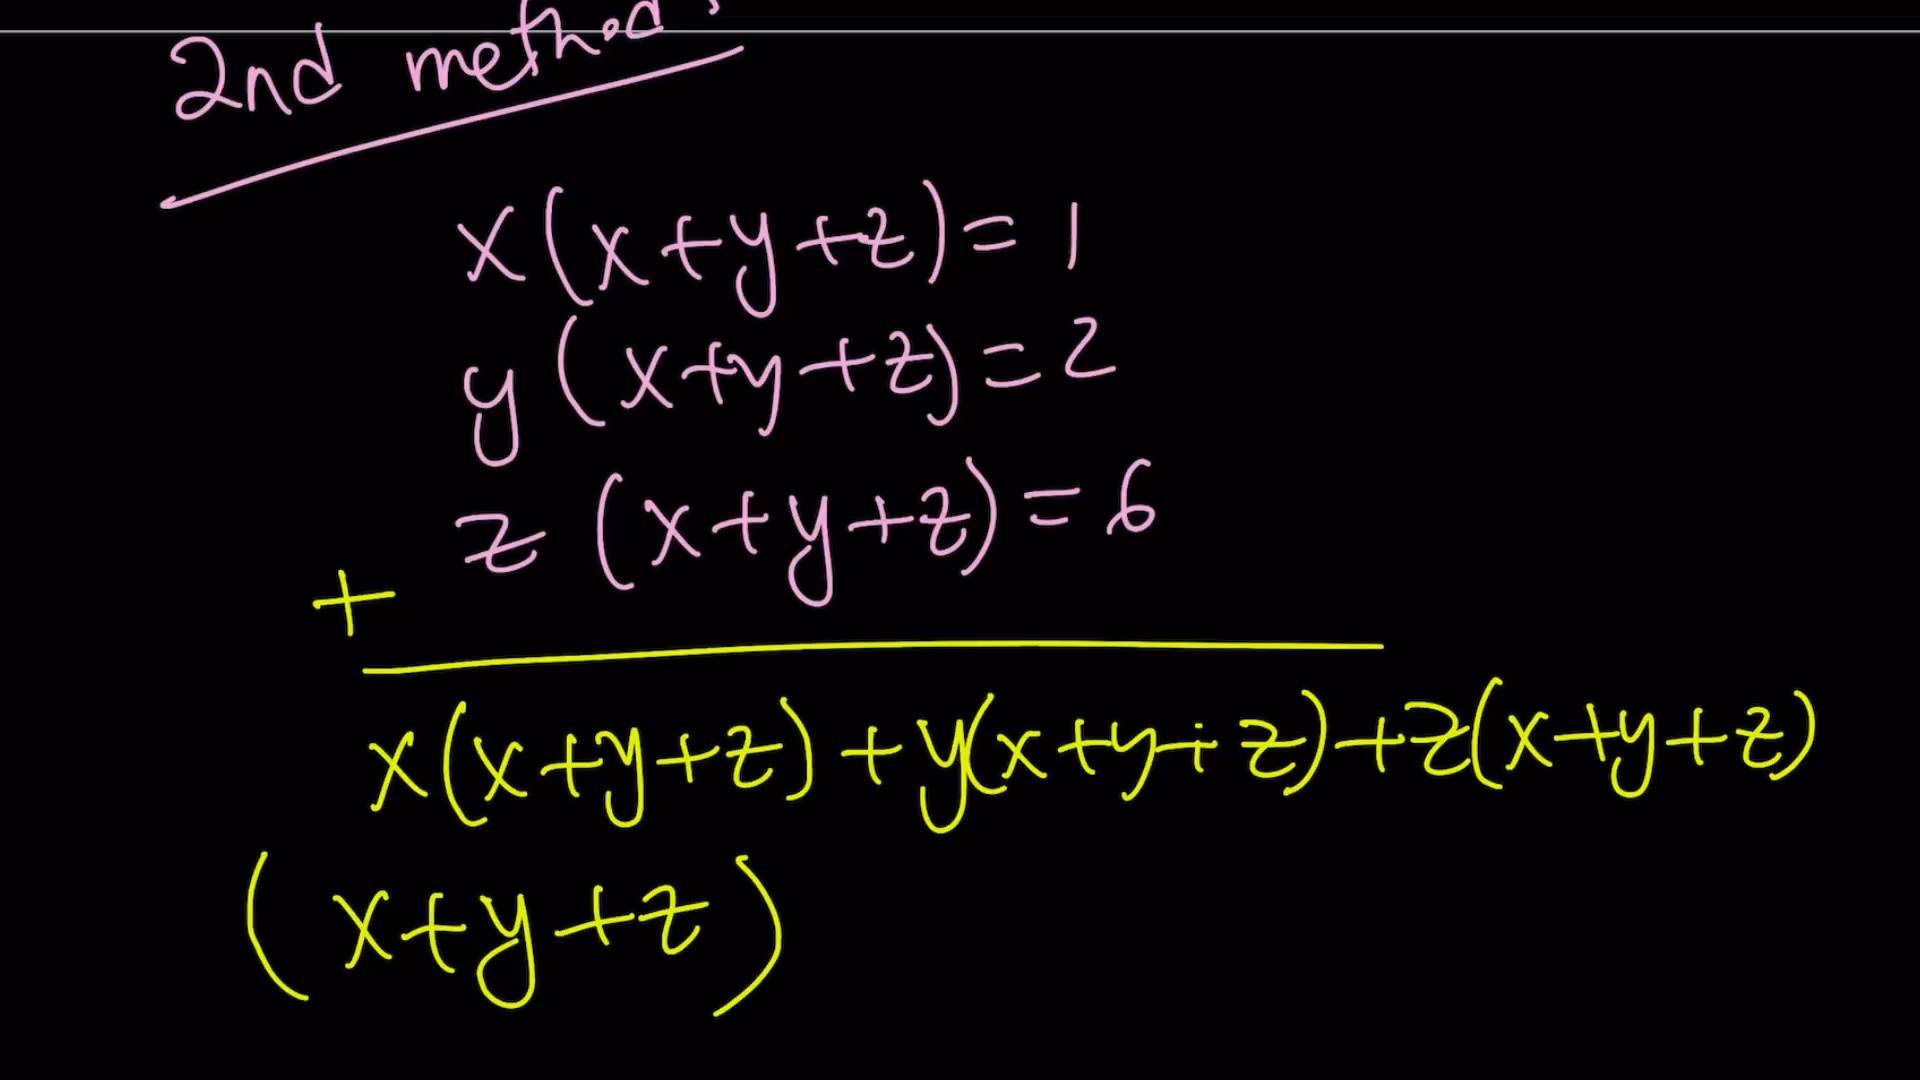 2nd method:
x(x+y+z)=1
y(x+y+z)=2
z(x+y+z)=6
+
x(x+y+z)+y(x+y+z)+z(x+y+z)
(x+y+z)